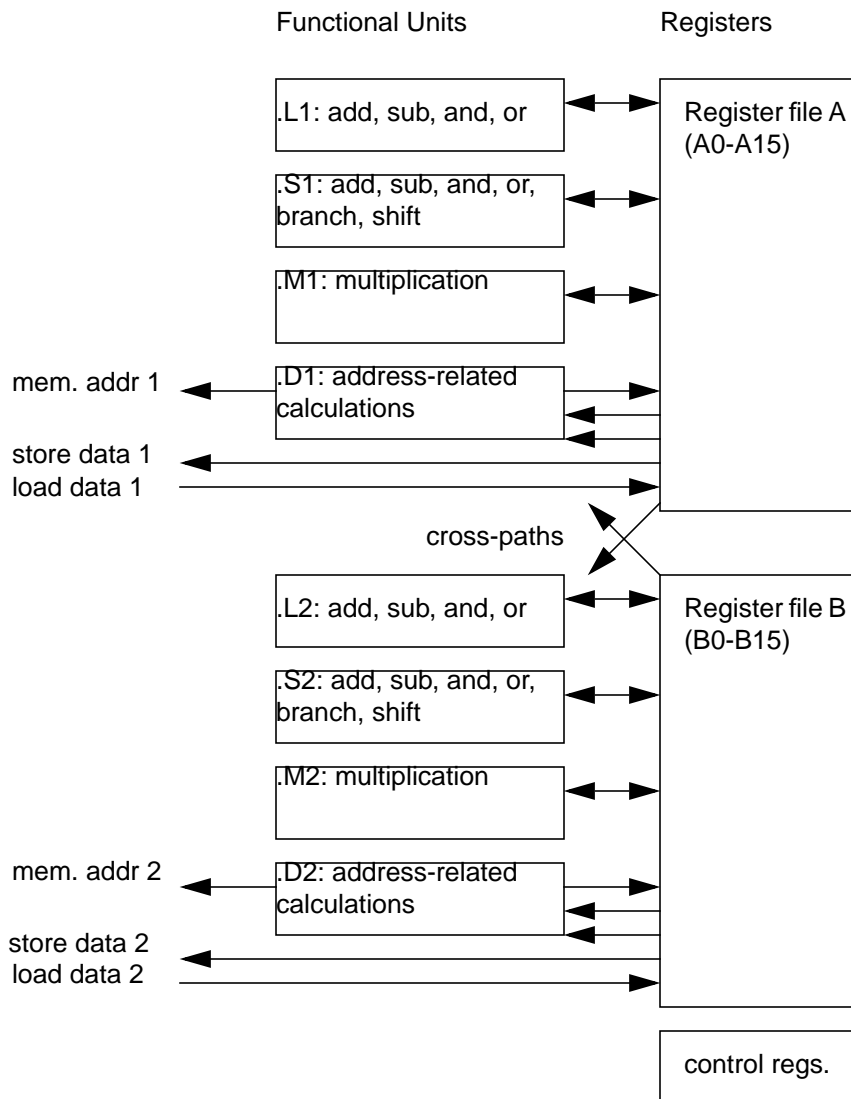 Functional Units
Registers
.L1: add, sub, and, or
Register file A
(A0-A15)
.S1: add, sub, and, or,
branch, shift
.M1: multiplication
mem. addr 1
.D1: address-related
calculations
store data 1
load data 1
cross-paths
.L2: add, sub, and, or
Register file B
(B0-B15)
.S2: add, sub, and, or,
branch, shift
.M2: multiplication
mem. addr 2
.D2: address-related
calculations
store data 2
load data 2
control regs.